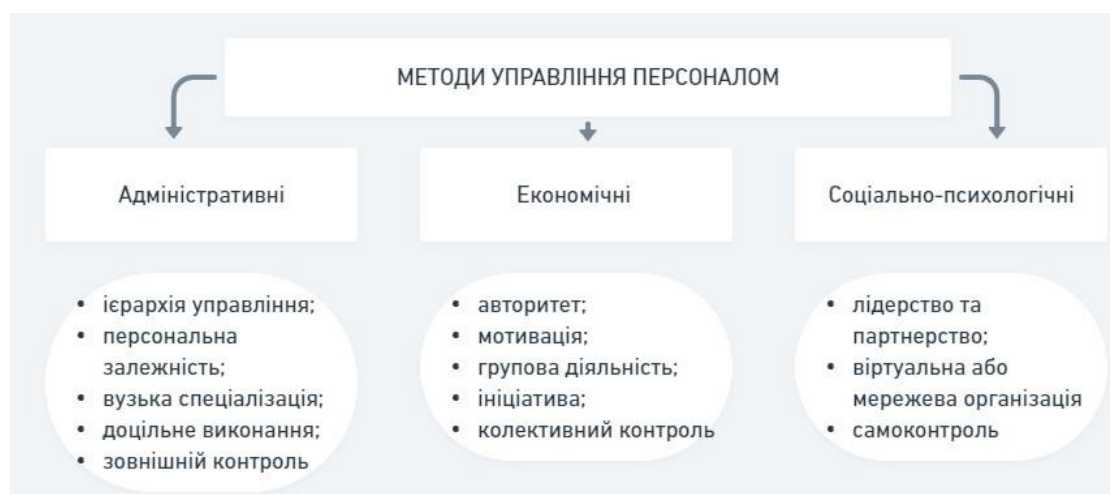 МЕТОДИ УПРАВЛІННЯ ПЕРСОНАЛОМ
Адміністративні
Економічні
Соціально-психологічні
• ієрархія управління;
• персональна
залежність;
• вузька спеціалізація;
• доцільне виконання;
• зовнішній контроль
• авторитет;
• мотивація;
• групова діяльність;
• ініціатива;
• колективний контроль
• лідерство та
партнерство;
• віртуальна або
мережева організація
• самоконтроль